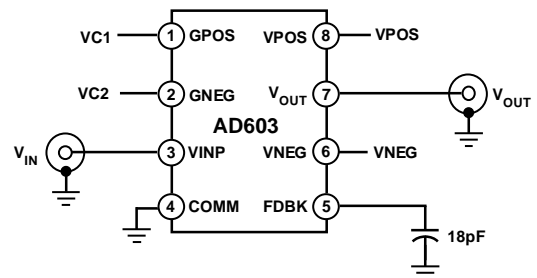 VC1 1 GPOS VPOS 8 VPOS
VC2 2 GNEG VOUT 7 VOUT
AD603
VIN 3 VINP VNEG 6 VNEG
4 COMM FDBK 5
18pF